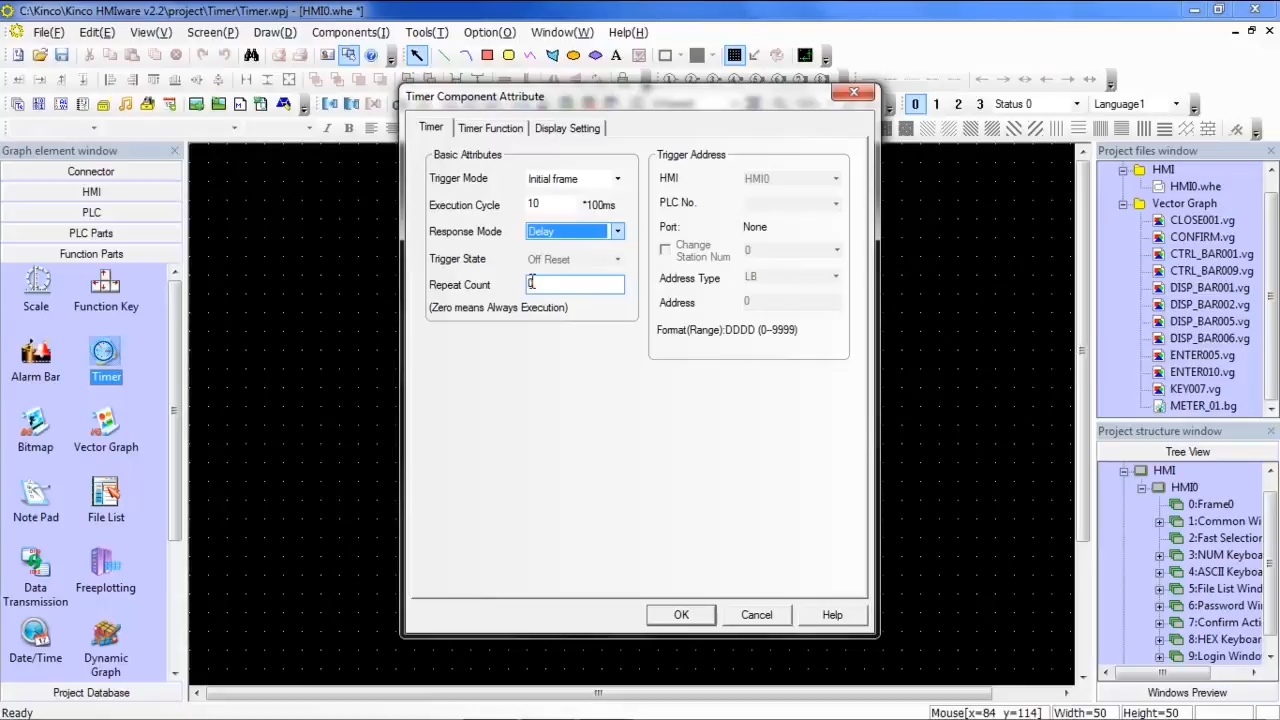 C:\Kinco\Kinco HMIware v2.2\project\Timer\Timer.wpj - [HMI0.whe *]
File(F) Edit(E) View(V) Screen(P) Draw(D) Components(I) Tools(T) Option(O) Window(W) Help(H)
0 1 2 3 Status 0 Language1
Graph element window
Connector
HMI
PLC
PLC Parts
Function Parts
Scale Function Key
Alarm Bar Timer
Bitmap Vector Graph
Note Pad File List
Data Transmission Freeplotting
Date/Time Dynamic Graph
Project Database
Timer Component Attribute
Timer Timer Function Display Setting
Basic Attributes
Trigger Mode Initial frame
Execution Cycle 10 *100ms
Response Mode Delay
Trigger State Off Reset
Repeat Count 0
(Zero means Always Execution)
Trigger Address
HMI HMI0
PLC No.
Port: None
Change Station Num 0
Address Type LB
Address 0
Format(Range):DDDD (0--9999)
OK Cancel Help
Project files window
HMI
HMI0.whe
Vector Graph
CLOSE001.vg
CONFIRM.vg
CTRL_BAR001.vg
CTRL_BAR009.vg
DISP_BAR001.vg
DISP_BAR002.vg
DISP_BAR005.vg
DISP_BAR006.vg
ENTER005.vg
ENTER010.vg
KEY007.vg
METER_01.bg
Project structure window
Tree View
HMI
HMI0
0:Frame0
1:Common Wi
2:Fast Selection
3:NUM Keyboa
4:ASCII Keyboa
5:File List Wind
6:Password Wi
7:Confirm Acti
8:HEX Keyboar
9:Login Windo
Windows Preview
Ready Mouse[x=84 y=114] Width=50 Height=50